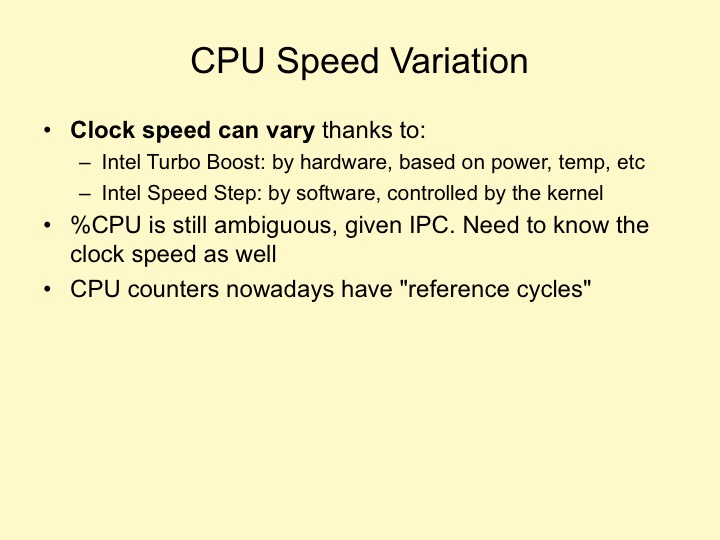 CPU Speed Variation
• Clock speed can vary thanks to:
– Intel Turbo Boost: by hardware, based on power, temp, etc
– Intel Speed Step: by software, controlled by the kernel
• %CPU is still ambiguous, given IPC. Need to know the
clock speed as well
• CPU counters nowadays have "reference cycles"